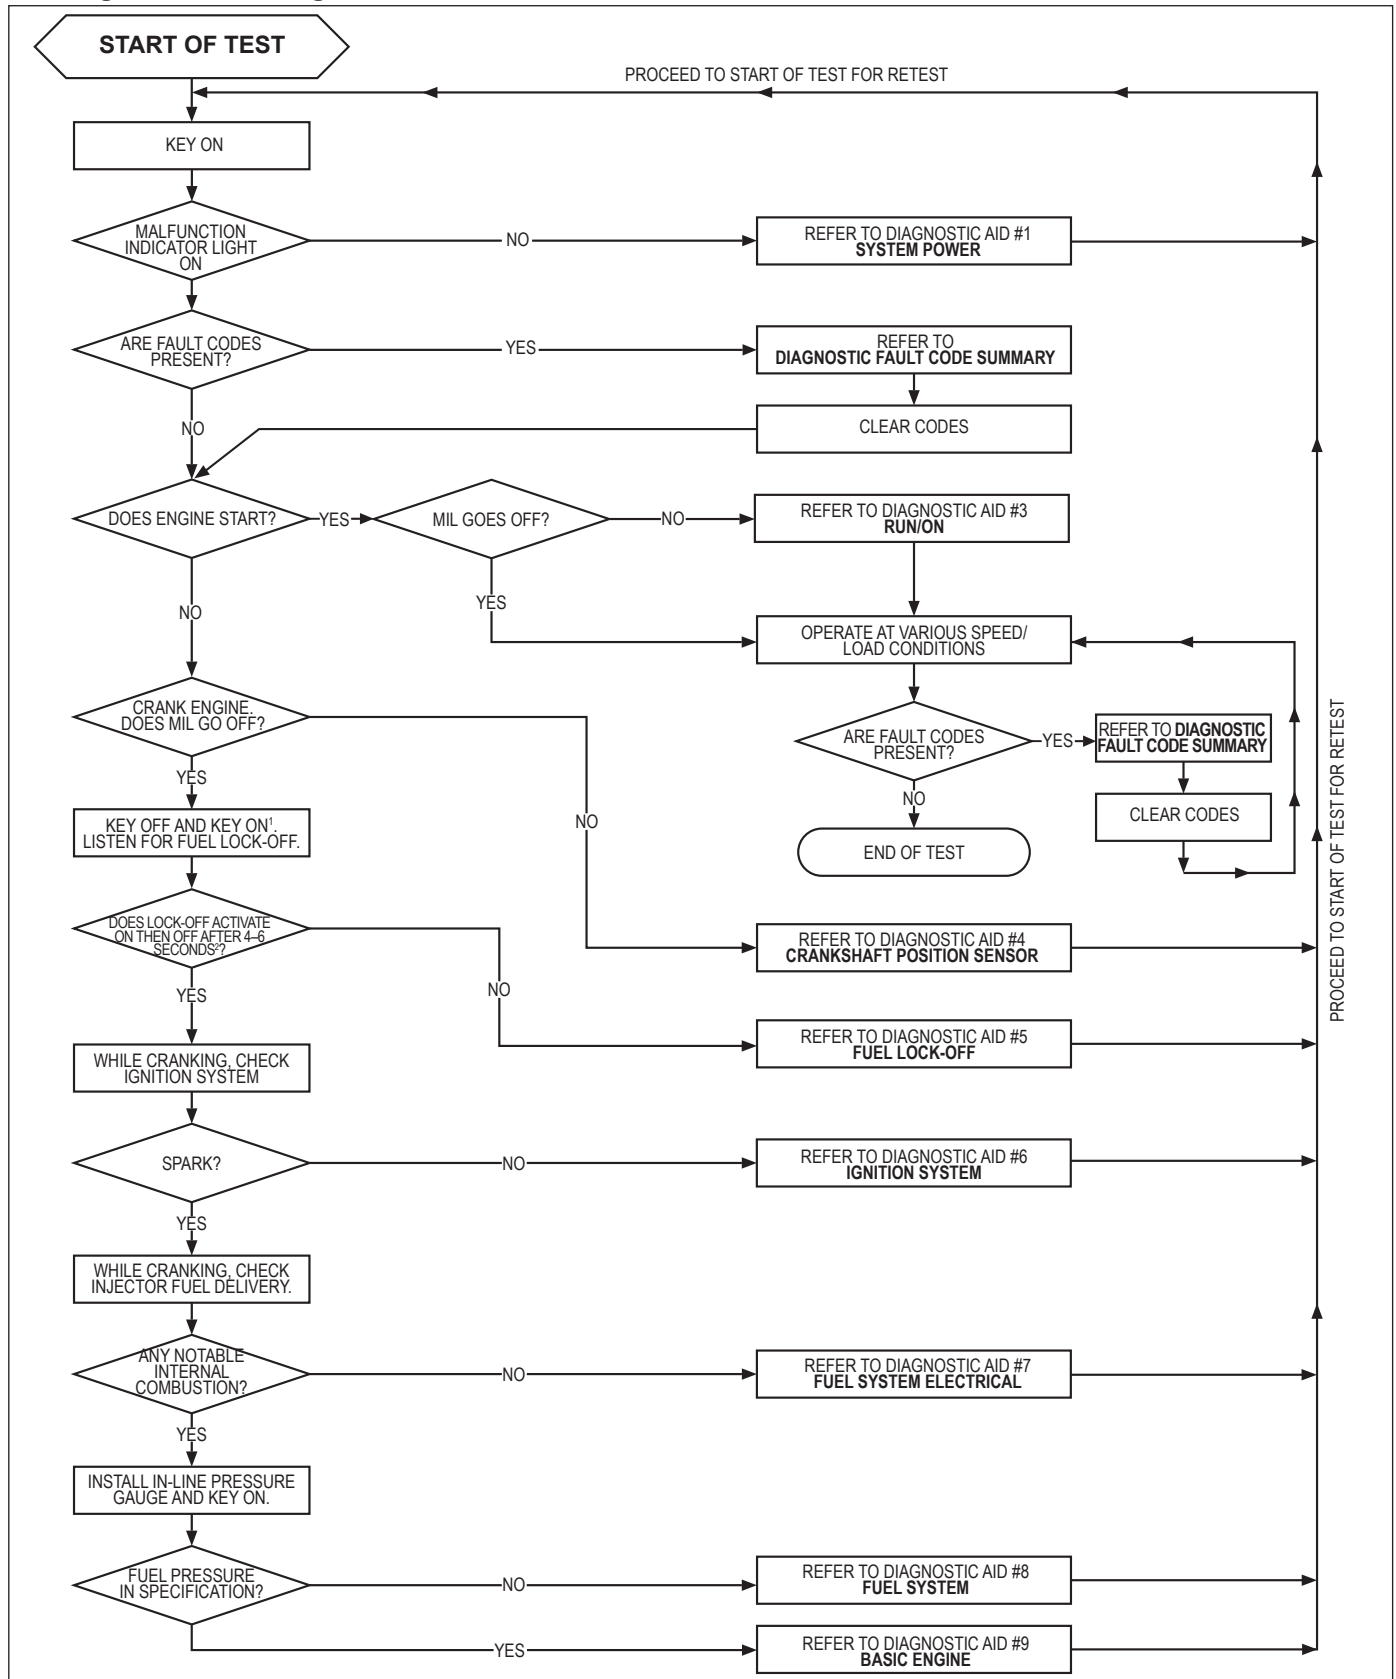 START OF TEST
PROCEED TO START OF TEST FOR RETEST
KEY ON
MALFUNCTION
INDICATOR LIGHT
ON
NO
REFER TO DIAGNOSTIC AID #1
SYSTEM POWER
ARE FAULT CODES
PRESENT?
YES
REFER TO
DIAGNOSTIC FAULT CODE SUMMARY
CLEAR CODES
NO
DOES ENGINE START?
YES
MIL GOES OFF?
NO
REFER TO DIAGNOSTIC AID #3
RUN/ON
YES
NO
OPERATE AT VARIOUS SPEED/
LOAD CONDITIONS
CRANK ENGINE.
DOES MIL GO OFF?
ARE FAULT CODES
PRESENT?
YES
REFER TO DIAGNOSTIC
FAULT CODE SUMMARY
YES
NO
CLEAR CODES
KEY OFF AND KEY ON¹.
LISTEN FOR FUEL LOCK-OFF.
NO
END OF TEST
PROCEED TO START OF TEST FOR RETEST
DOES LOCK-OFF ACTIVATE
ON THEN OFF AFTER 4–6
SECONDS²?
REFER TO DIAGNOSTIC AID #4
CRANKSHAFT POSITION SENSOR
YES
NO
REFER TO DIAGNOSTIC AID #5
FUEL LOCK-OFF
WHILE CRANKING, CHECK
IGNITION SYSTEM
SPARK?
NO
REFER TO DIAGNOSTIC AID #6
IGNITION SYSTEM
YES
WHILE CRANKING, CHECK
INJECTOR FUEL DELIVERY.
ANY NOTABLE
INTERNAL
COMBUSTION?
NO
REFER TO DIAGNOSTIC AID #7
FUEL SYSTEM ELECTRICAL
YES
INSTALL IN-LINE PRESSURE
GAUGE AND KEY ON.
FUEL PRESSURE
IN SPECIFICATION?
NO
REFER TO DIAGNOSTIC AID #8
FUEL SYSTEM
YES
REFER TO DIAGNOSTIC AID #9
BASIC ENGINE